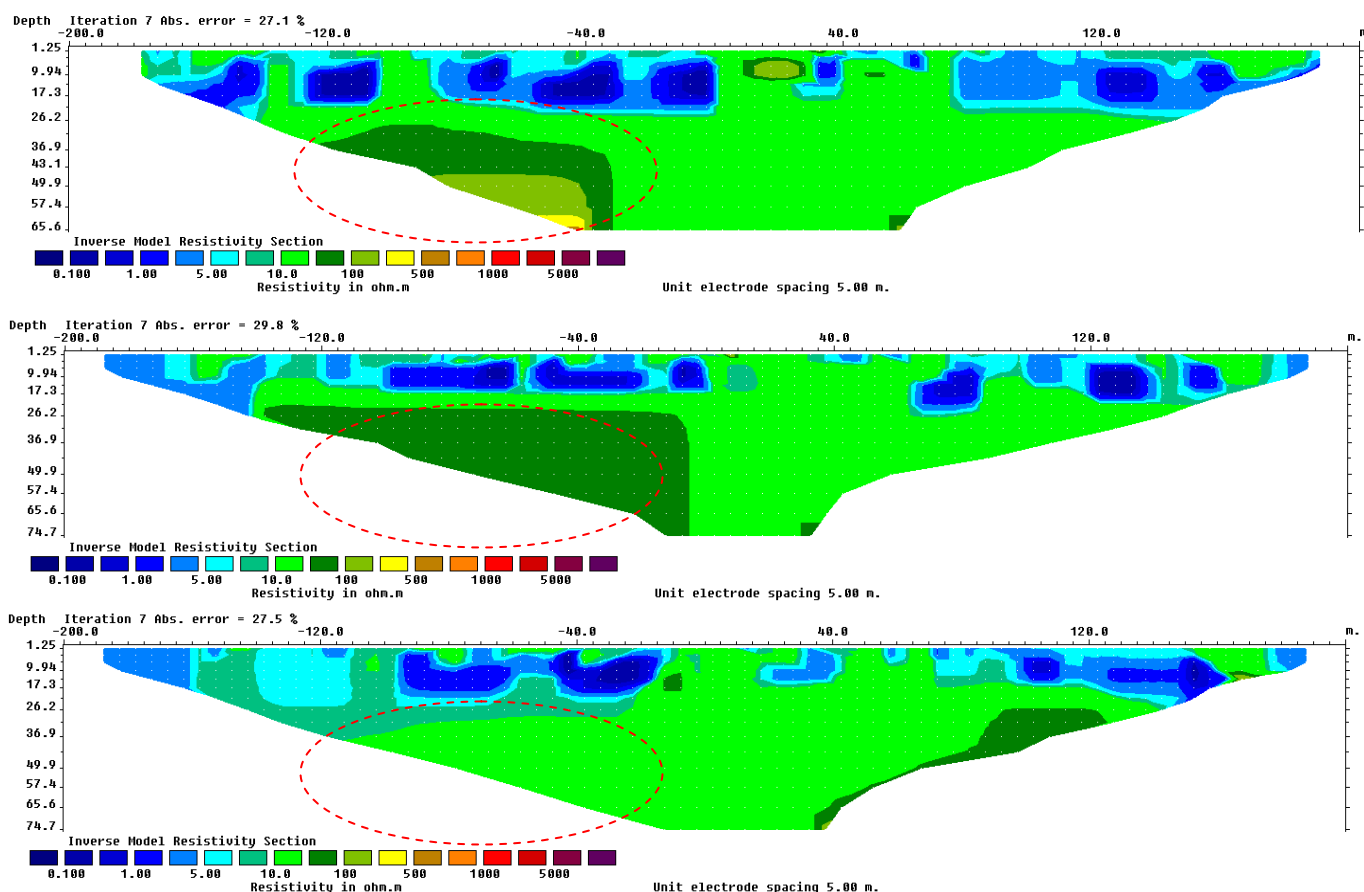 Depth Iteration 7 Abs. error = 27.1 %
-200.0 -120.0 -40.0 40.0 120.0 m
1.25
9.94
17.3
26.2
36.9
43.1
49.9
57.4
65.6
Inverse Model Resistivity Section
0.100 1.00 5.00 10.0 100 500 1000 5000
Resistivity in ohm.m Unit electrode spacing 5.00 m.
Depth Iteration 7 Abs. error = 29.8 %
-200.0 -120.0 -40.0 40.0 120.0 m.
1.25
9.94
17.3
26.2
36.9
49.9
57.4
65.6
74.7
Inverse Model Resistivity Section
0.100 1.00 5.00 10.0 100 500 1000 5000
Resistivity in ohm.m Unit electrode spacing 5.00 m.
Depth Iteration 7 Abs. error = 27.5 %
-200.0 -120.0 -40.0 40.0 120.0 m.
1.25
9.94
17.3
26.2
36.9
49.9
57.4
65.6
74.7
Inverse Model Resistivity Section
0.100 1.00 5.00 10.0 100 500 1000 5000
Resistivity in ohm.m Unit electrode spacing 5.00 m.